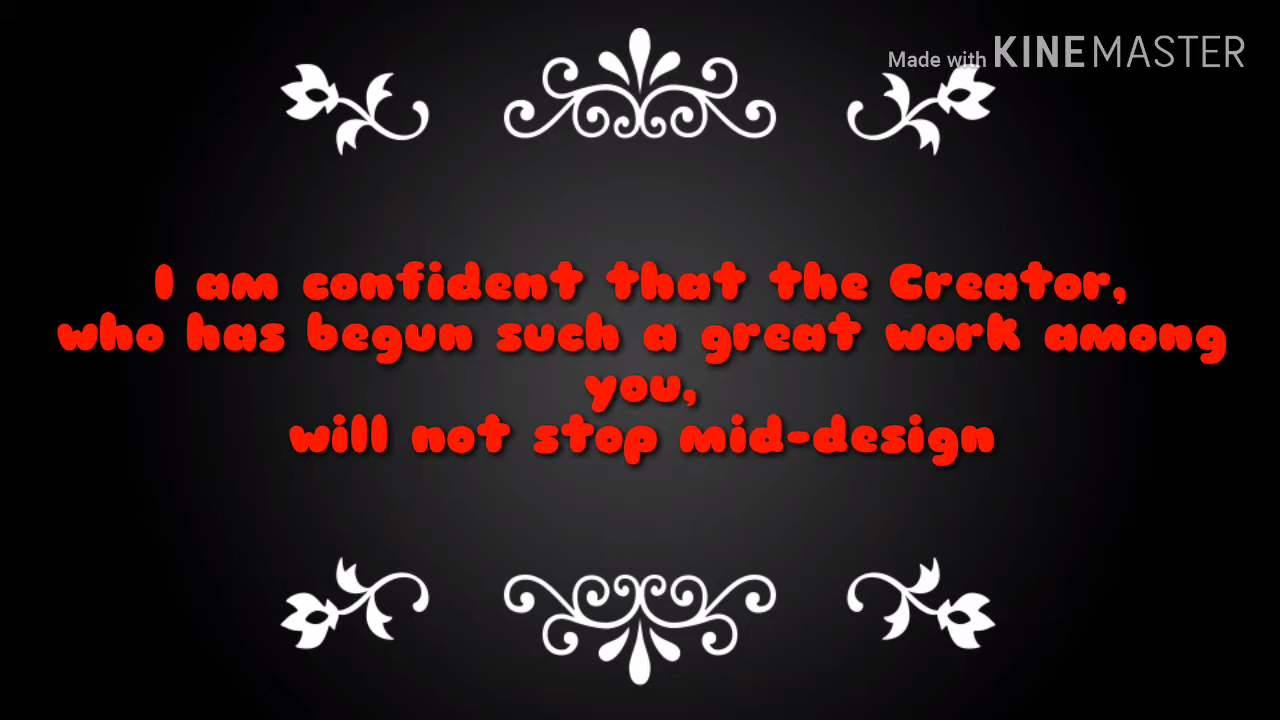 Made with KINEMASTER
I am confident that the Creator,
who has begun such a great work among
you,
will not stop mid-design